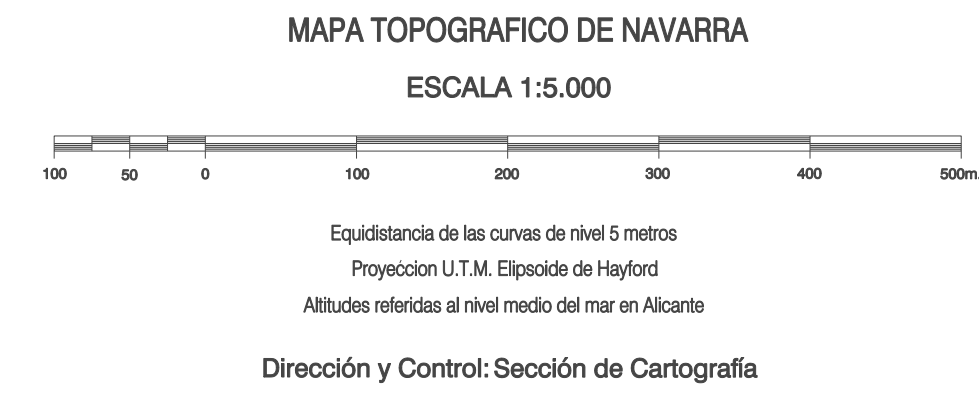 MAPA TOPOGRAFICO DE NAVARRA
ESCALA 1:5.000
100 50 0 100 200 300 400 500m.
Equidistancia de las curvas de nivel 5 metros
Proyećcion U.T.M. Elipsoide de Hayford
Altitudes referidas al nivel medio del mar en Alicante
Dirección y Control: Sección de Cartografía